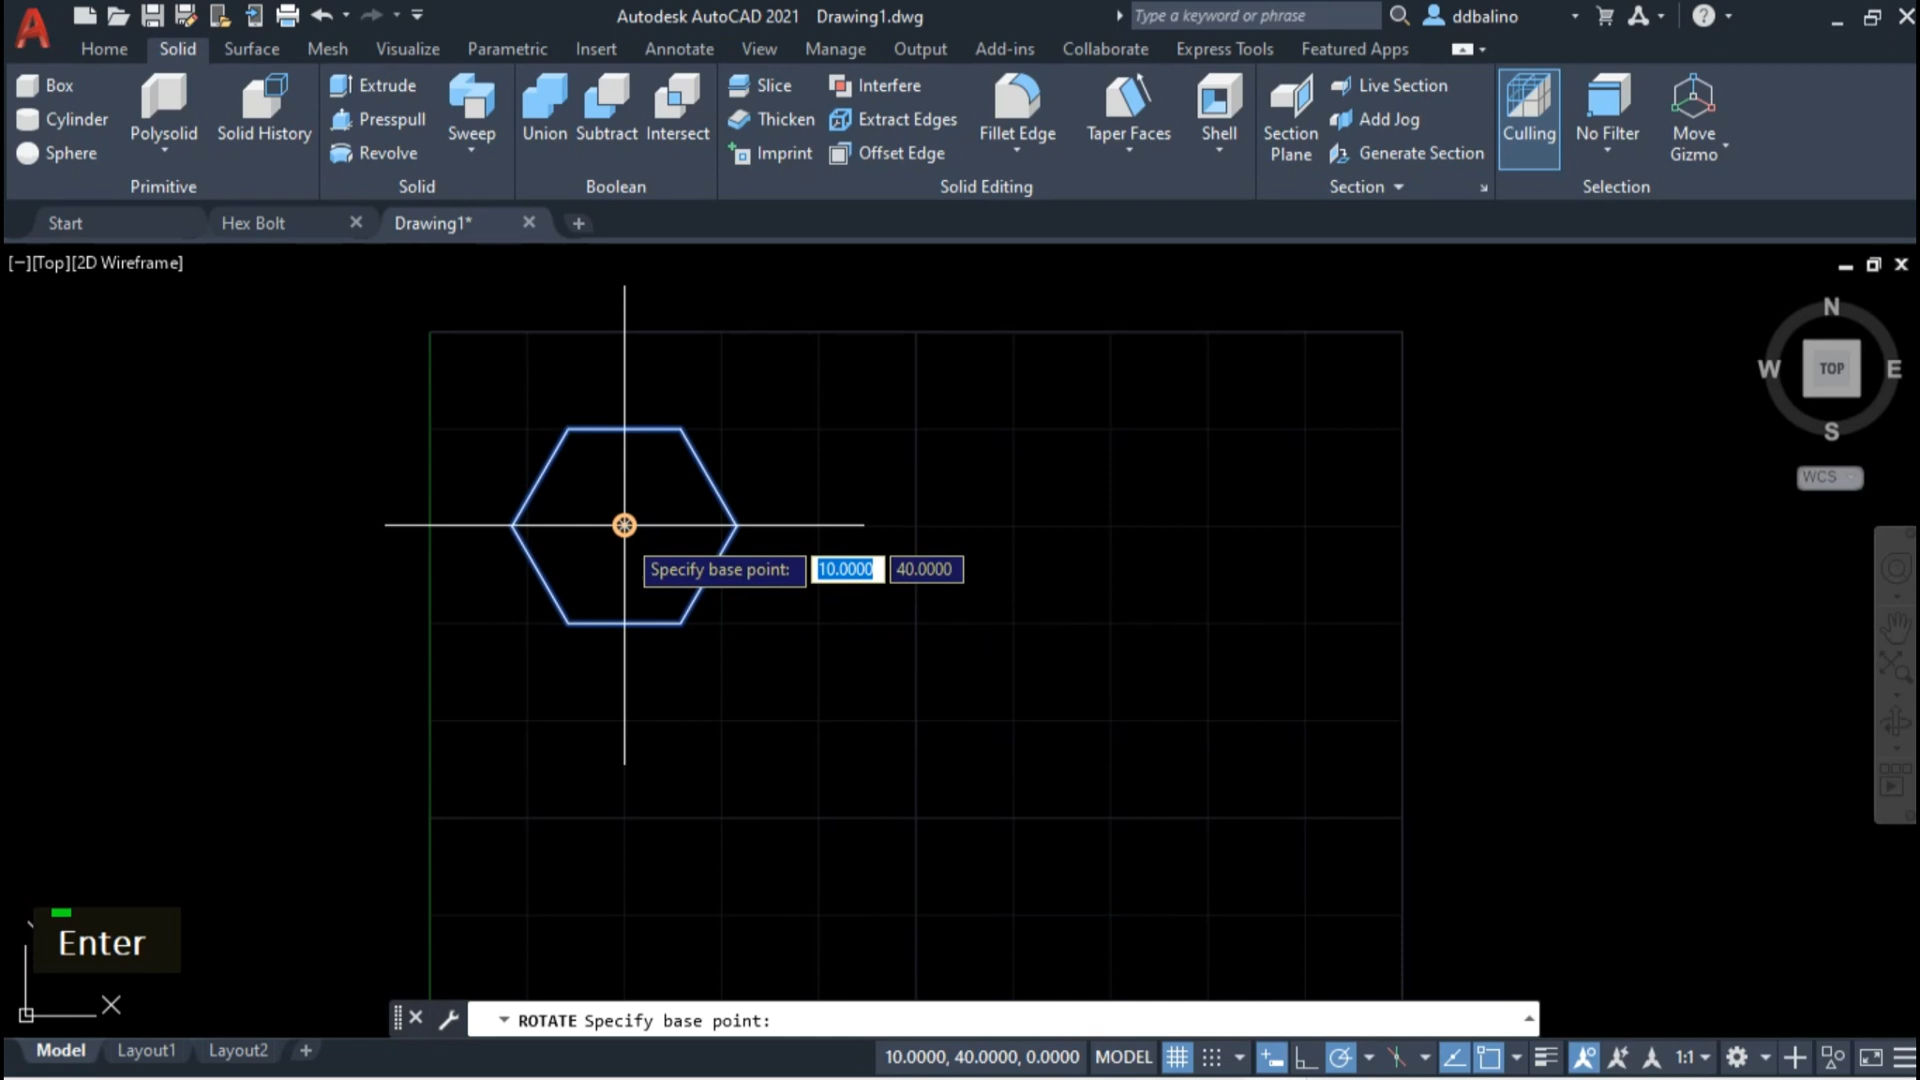 Autodesk AutoCAD 2021 Drawing1.dwg
Type a keyword or phrase
ddbalino
Home Solid Surface Mesh Visualize Parametric Insert Annotate View Manage Output Add-ins Collaborate Express Tools Featured Apps
Box
Cylinder
Sphere
Polysolid
Solid History
Primitive
Extrude
Presspull
Revolve
Sweep
Solid
Union
Subtract
Intersect
Boolean
Slice
Thicken
Imprint
Interfere
Extract Edges
Offset Edge
Fillet Edge
Taper Faces
Shell
Solid Editing
Section
Plane
Live Section
Add Jog
Generate Section
Section
Culling
No Filter
Move
Gizmo
Selection
Start Hex Bolt Drawing1*
[−][Top][2D Wireframe]
N
W TOP E
S
WCS
Specify base point: 10.0000 40.0000
Enter
X
ROTATE Specify base point:
Model Layout1 Layout2 +
10.0000, 40.0000, 0.0000 MODEL 1:1